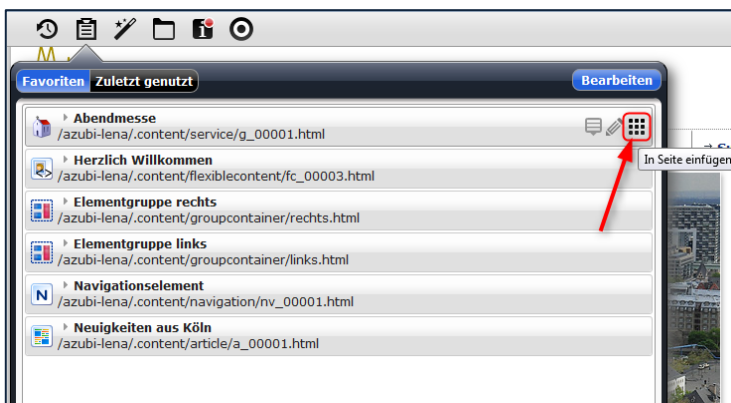 Favoriten Zuletzt genutzt Bearbeiten
Abendmesse
/azubi-lena/.content/service/g_00001.html
In Seite einfügen
Herzlich Willkommen
/azubi-lena/.content/flexiblecontent/fc_00003.html
Elementgruppe rechts
/azubi-lena/.content/groupcontainer/rechts.html
Elementgruppe links
/azubi-lena/.content/groupcontainer/links.html
N Navigationselement
/azubi-lena/.content/navigation/nv_00001.html
Neuigkeiten aus Köln
/azubi-lena/.content/article/a_00001.html